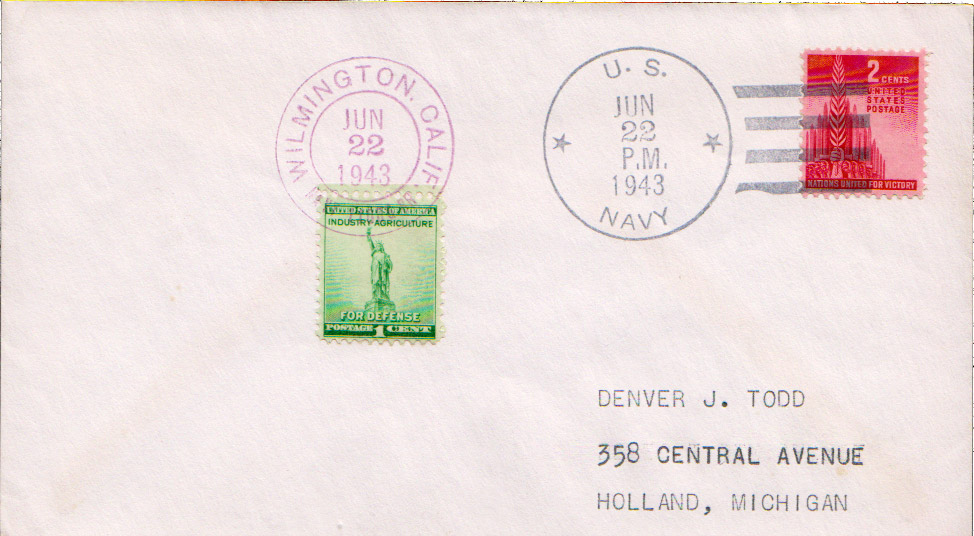 WILMINGTON, CALIF
JUN
22
1943
U. S.
JUN
22
P.M.
1943
NAVY
2 CENTS
UNITED
STATES
POSTAGE
NATIONS UNITED FOR VICTORY
UNITED STATES OF AMERICA
INDUSTRY-AGRICULTURE
FOR DEFENSE
POSTAGE 1 CENT
DENVER J. TODD
358 CENTRAL AVENUE
HOLLAND, MICHIGAN